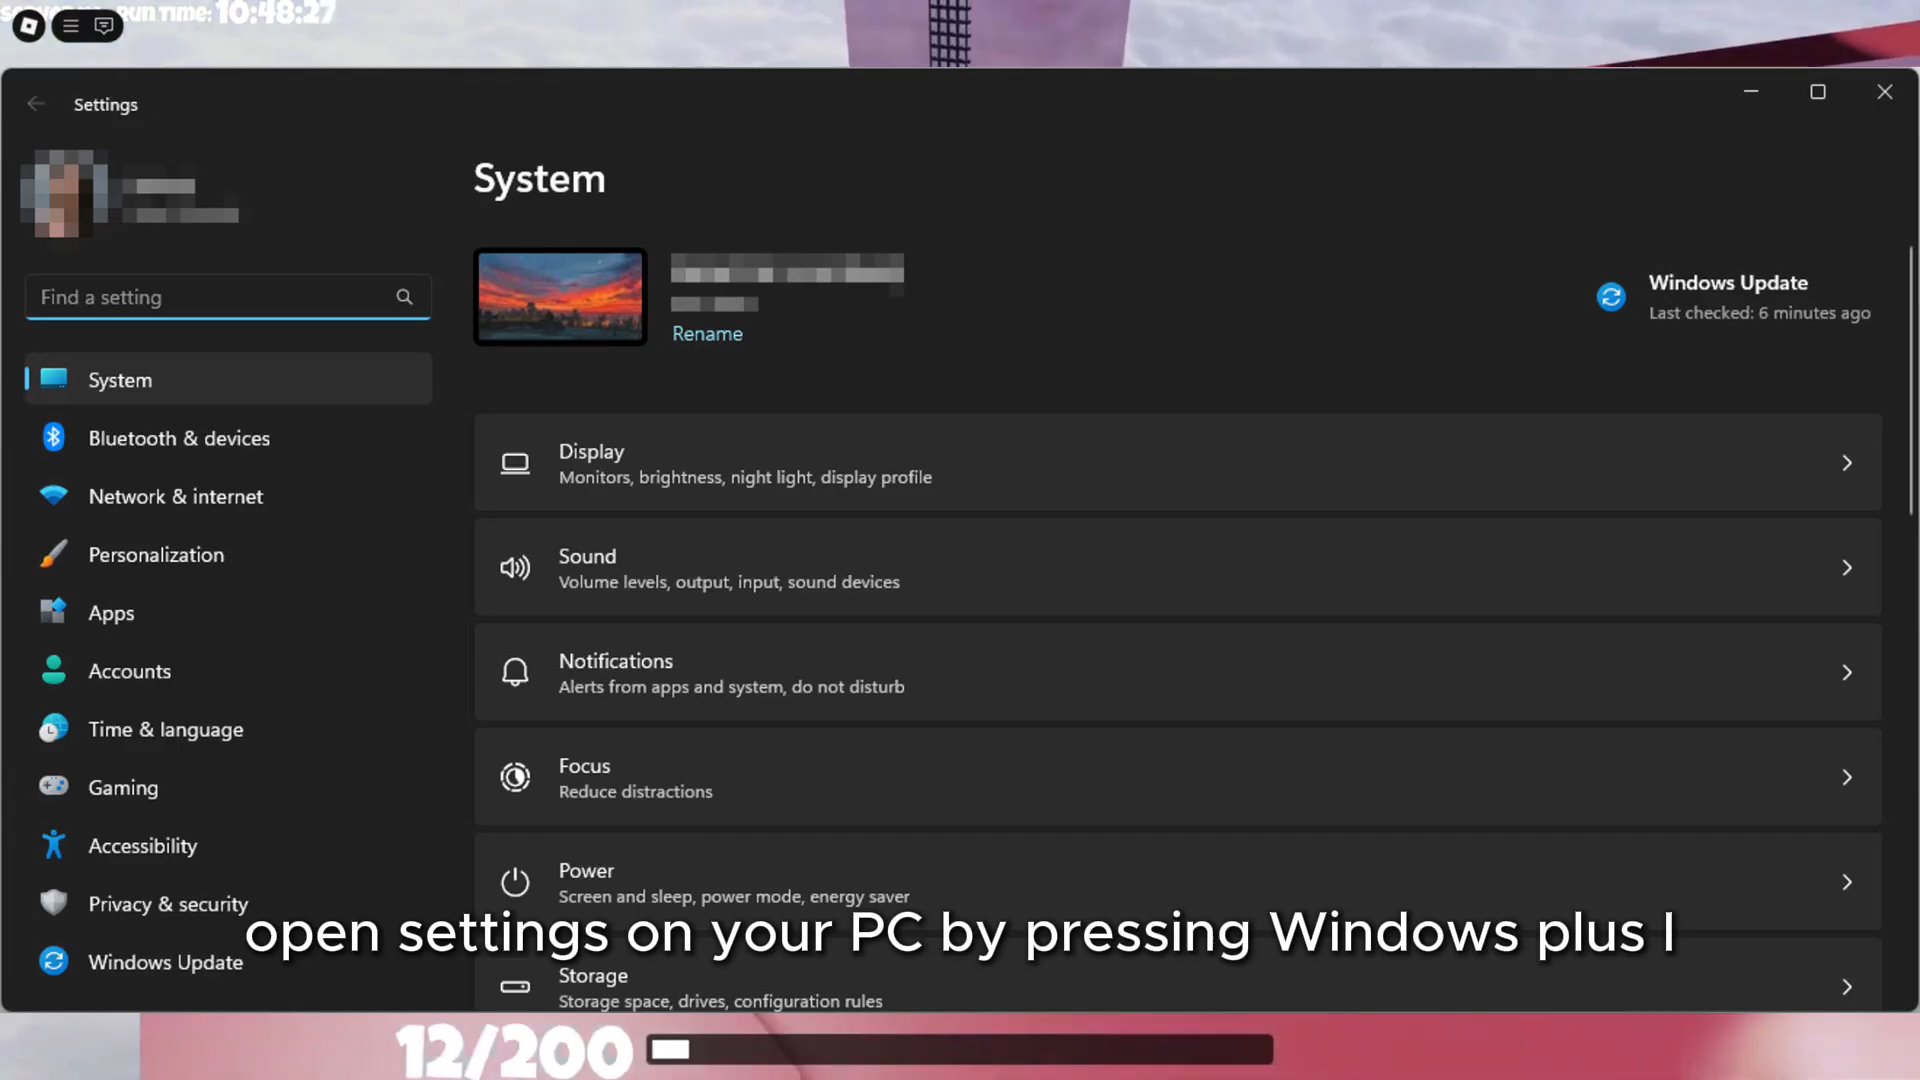 RUN TIME: 10:48:27
Settings
System
Rename
Windows Update
Last checked: 6 minutes ago
Find a setting
System
Bluetooth & devices
Network & internet
Personalization
Apps
Accounts
Time & language
Gaming
Accessibility
Privacy & security
Windows Update
Display
Monitors, brightness, night light, display profile
Sound
Volume levels, output, input, sound devices
Notifications
Alerts from apps and system, do not disturb
Focus
Reduce distractions
Power
Screen and sleep, power mode, energy saver
Storage
Storage space, drives, configuration rules
open settings on your PC by pressing Windows plus I
12/200